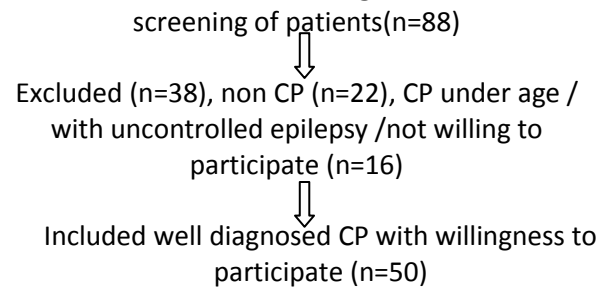 screening of patients(n=88)
Excluded (n=38), non CP (n=22), CP under age /
with uncontrolled epilepsy /not willing to
participate (n=16)
Included well diagnosed CP with willingness to
participate (n=50)